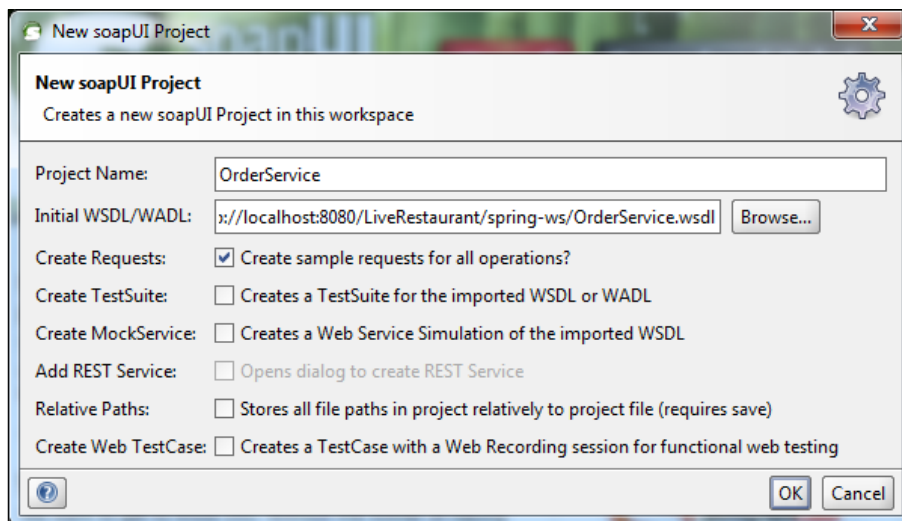 New soapUI Project
New soapUI Project
Creates a new soapUI Project in this workspace
Project Name: OrderService
Initial WSDL/WADL: ://localhost:8080/LiveRestaurant/spring-ws/OrderService.wsdl Browse...
Create Requests: Create sample requests for all operations?
Create TestSuite: Creates a TestSuite for the imported WSDL or WADL
Create MockService: Creates a Web Service Simulation of the imported WSDL
Add REST Service: Opens dialog to create REST Service
Relative Paths: Stores all file paths in project relatively to project file (requires save)
Create Web TestCase: Creates a TestCase with a Web Recording session for functional web testing
OK Cancel